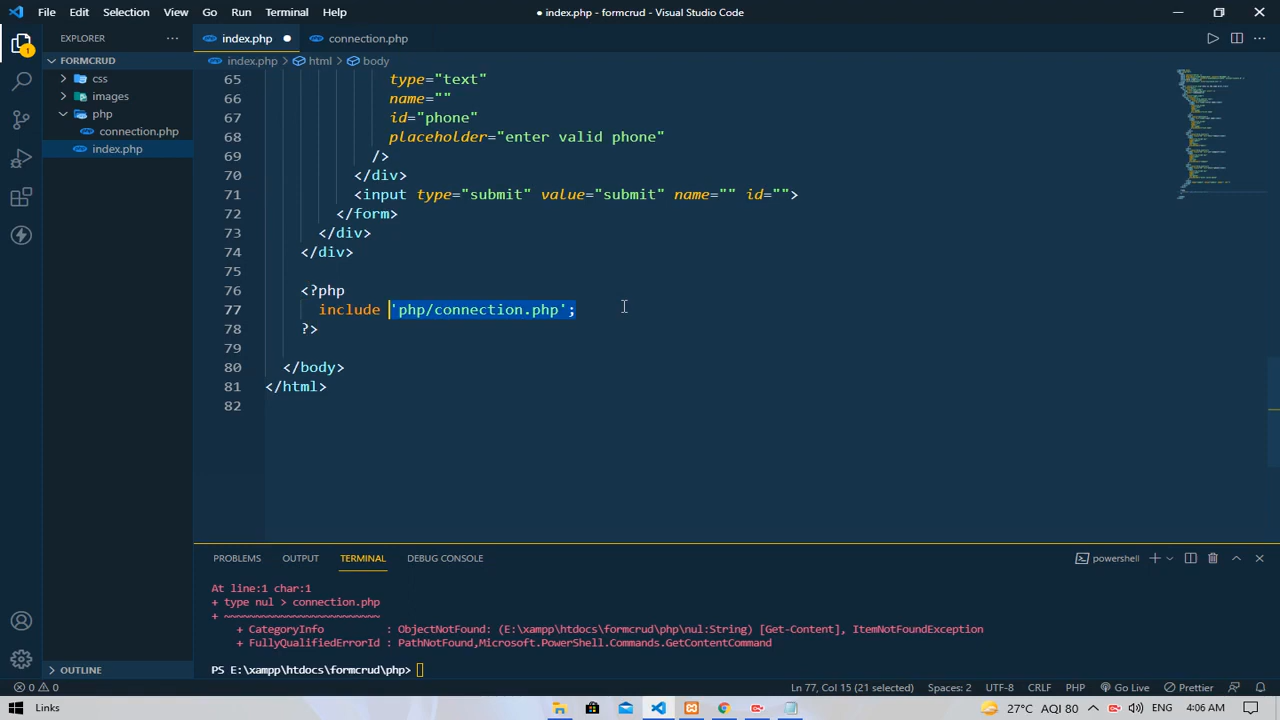 File Edit Selection View Go Run Terminal Help
● index.php - formcrud - Visual Studio Code
EXPLORER
index.php
connection.php
FORMCRUD
css
images
php
connection.php
index.php
1
index.php > html > body
65 type="text"
66 name=""
67 id="phone"
68 placeholder="enter valid phone"
69 />
70 </div>
71 <input type="submit" value="submit" name="" id="">
72 </form>
73 </div>
74 </div>
75
76 <?php
77 include 'php/connection.php';
78 ?>
79
80 </body>
81 </html>
82
PROBLEMS OUTPUT TERMINAL DEBUG CONSOLE
powershell
At line:1 char:1
+ type nul > connection.php
+ ~~~~~~~~~~~~~~~~~~~~~~~~~
+ CategoryInfo : ObjectNotFound: (E:\xampp\htdocs\formcrud\php\nul:String) [Get-Content], ItemNotFoundException
+ FullyQualifiedErrorId : PathNotFound,Microsoft.PowerShell.Commands.GetContentCommand
PS E:\xampp\htdocs\formcrud\php>
OUTLINE
0 0
Ln 77, Col 15 (21 selected) Spaces: 2 UTF-8 CRLF PHP Go Live Prettier
Links
27°C AQI 80 ENG 4:06 AM